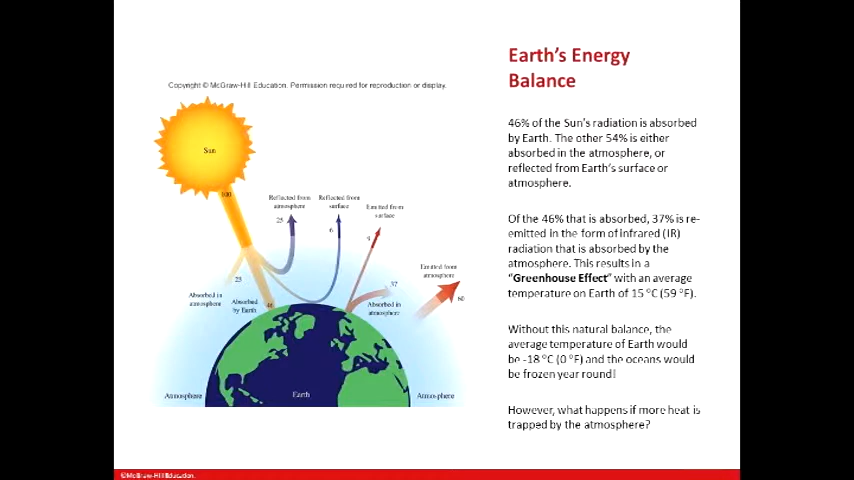 Earth's Energy
Balance
46% of the Sun's radiation is absorbed
by Earth. The other 54% is either
absorbed in the atmosphere, or
reflected from Earth's surface or
atmosphere.
Of the 46% that is absorbed, 37% is re-
emitted in the form of infrared (IR)
radiation that is absorbed by the
atmosphere. This results in a
"Greenhouse Effect" with an average
temperature on Earth of 15 °C (59 °F).
Without this natural balance, the
average temperature of Earth would
be -18 °C (0 °F) and the oceans would
be frozen year round!
However, what happens if more heat is
trapped by the atmosphere?
Copyright © McGraw-Hill Education. Permission required for reproduction or display.
Sun
100
Reflected from
atmosphere
25
Reflected from
surface
6
Emitted from
surface
9
Emitted from
atmosphere
60
23
Absorbed in
atmosphere
Absorbed
by Earth
46
37
Absorbed in
atmosphere
Atmosphere
Earth
Atmosphere
©McGraw-Hill Education.